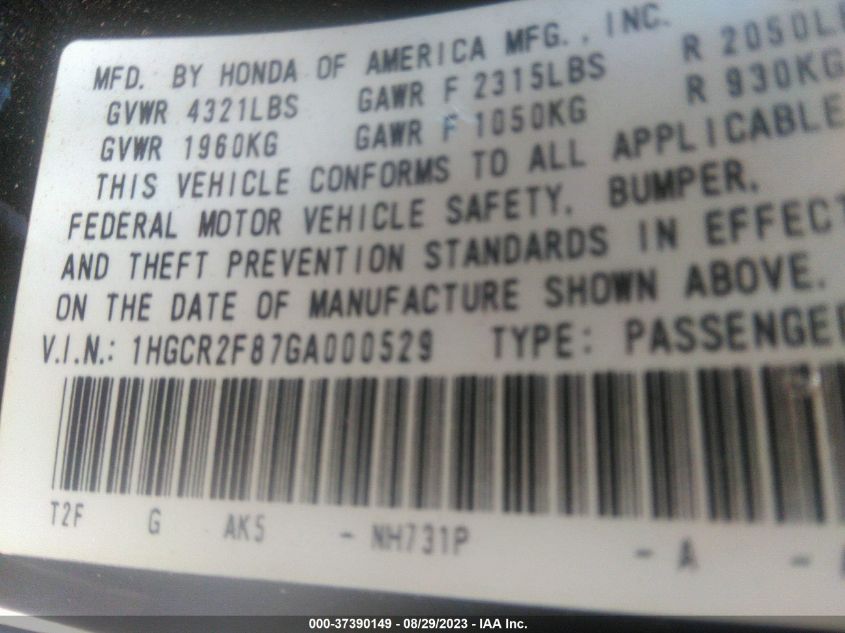 MFD. BY HONDA OF AMERICA MFG., INC.
GVWR 4321LBS GAWR F 2315LBS R 2050LB
GVWR 1960KG GAWR F 1050KG R 930KG
THIS VEHICLE CONFORMS TO ALL APPLICABLE
FEDERAL MOTOR VEHICLE SAFETY, BUMPER,
AND THEFT PREVENTION STANDARDS IN EFFECT
ON THE DATE OF MANUFACTURE SHOWN ABOVE.
V.I.N.: 1HGCR2F87GA000529 TYPE: PASSENGER
T2F G AK5 - NH731P - A -
000-37390149 - 08/29/2023 - IAA Inc.